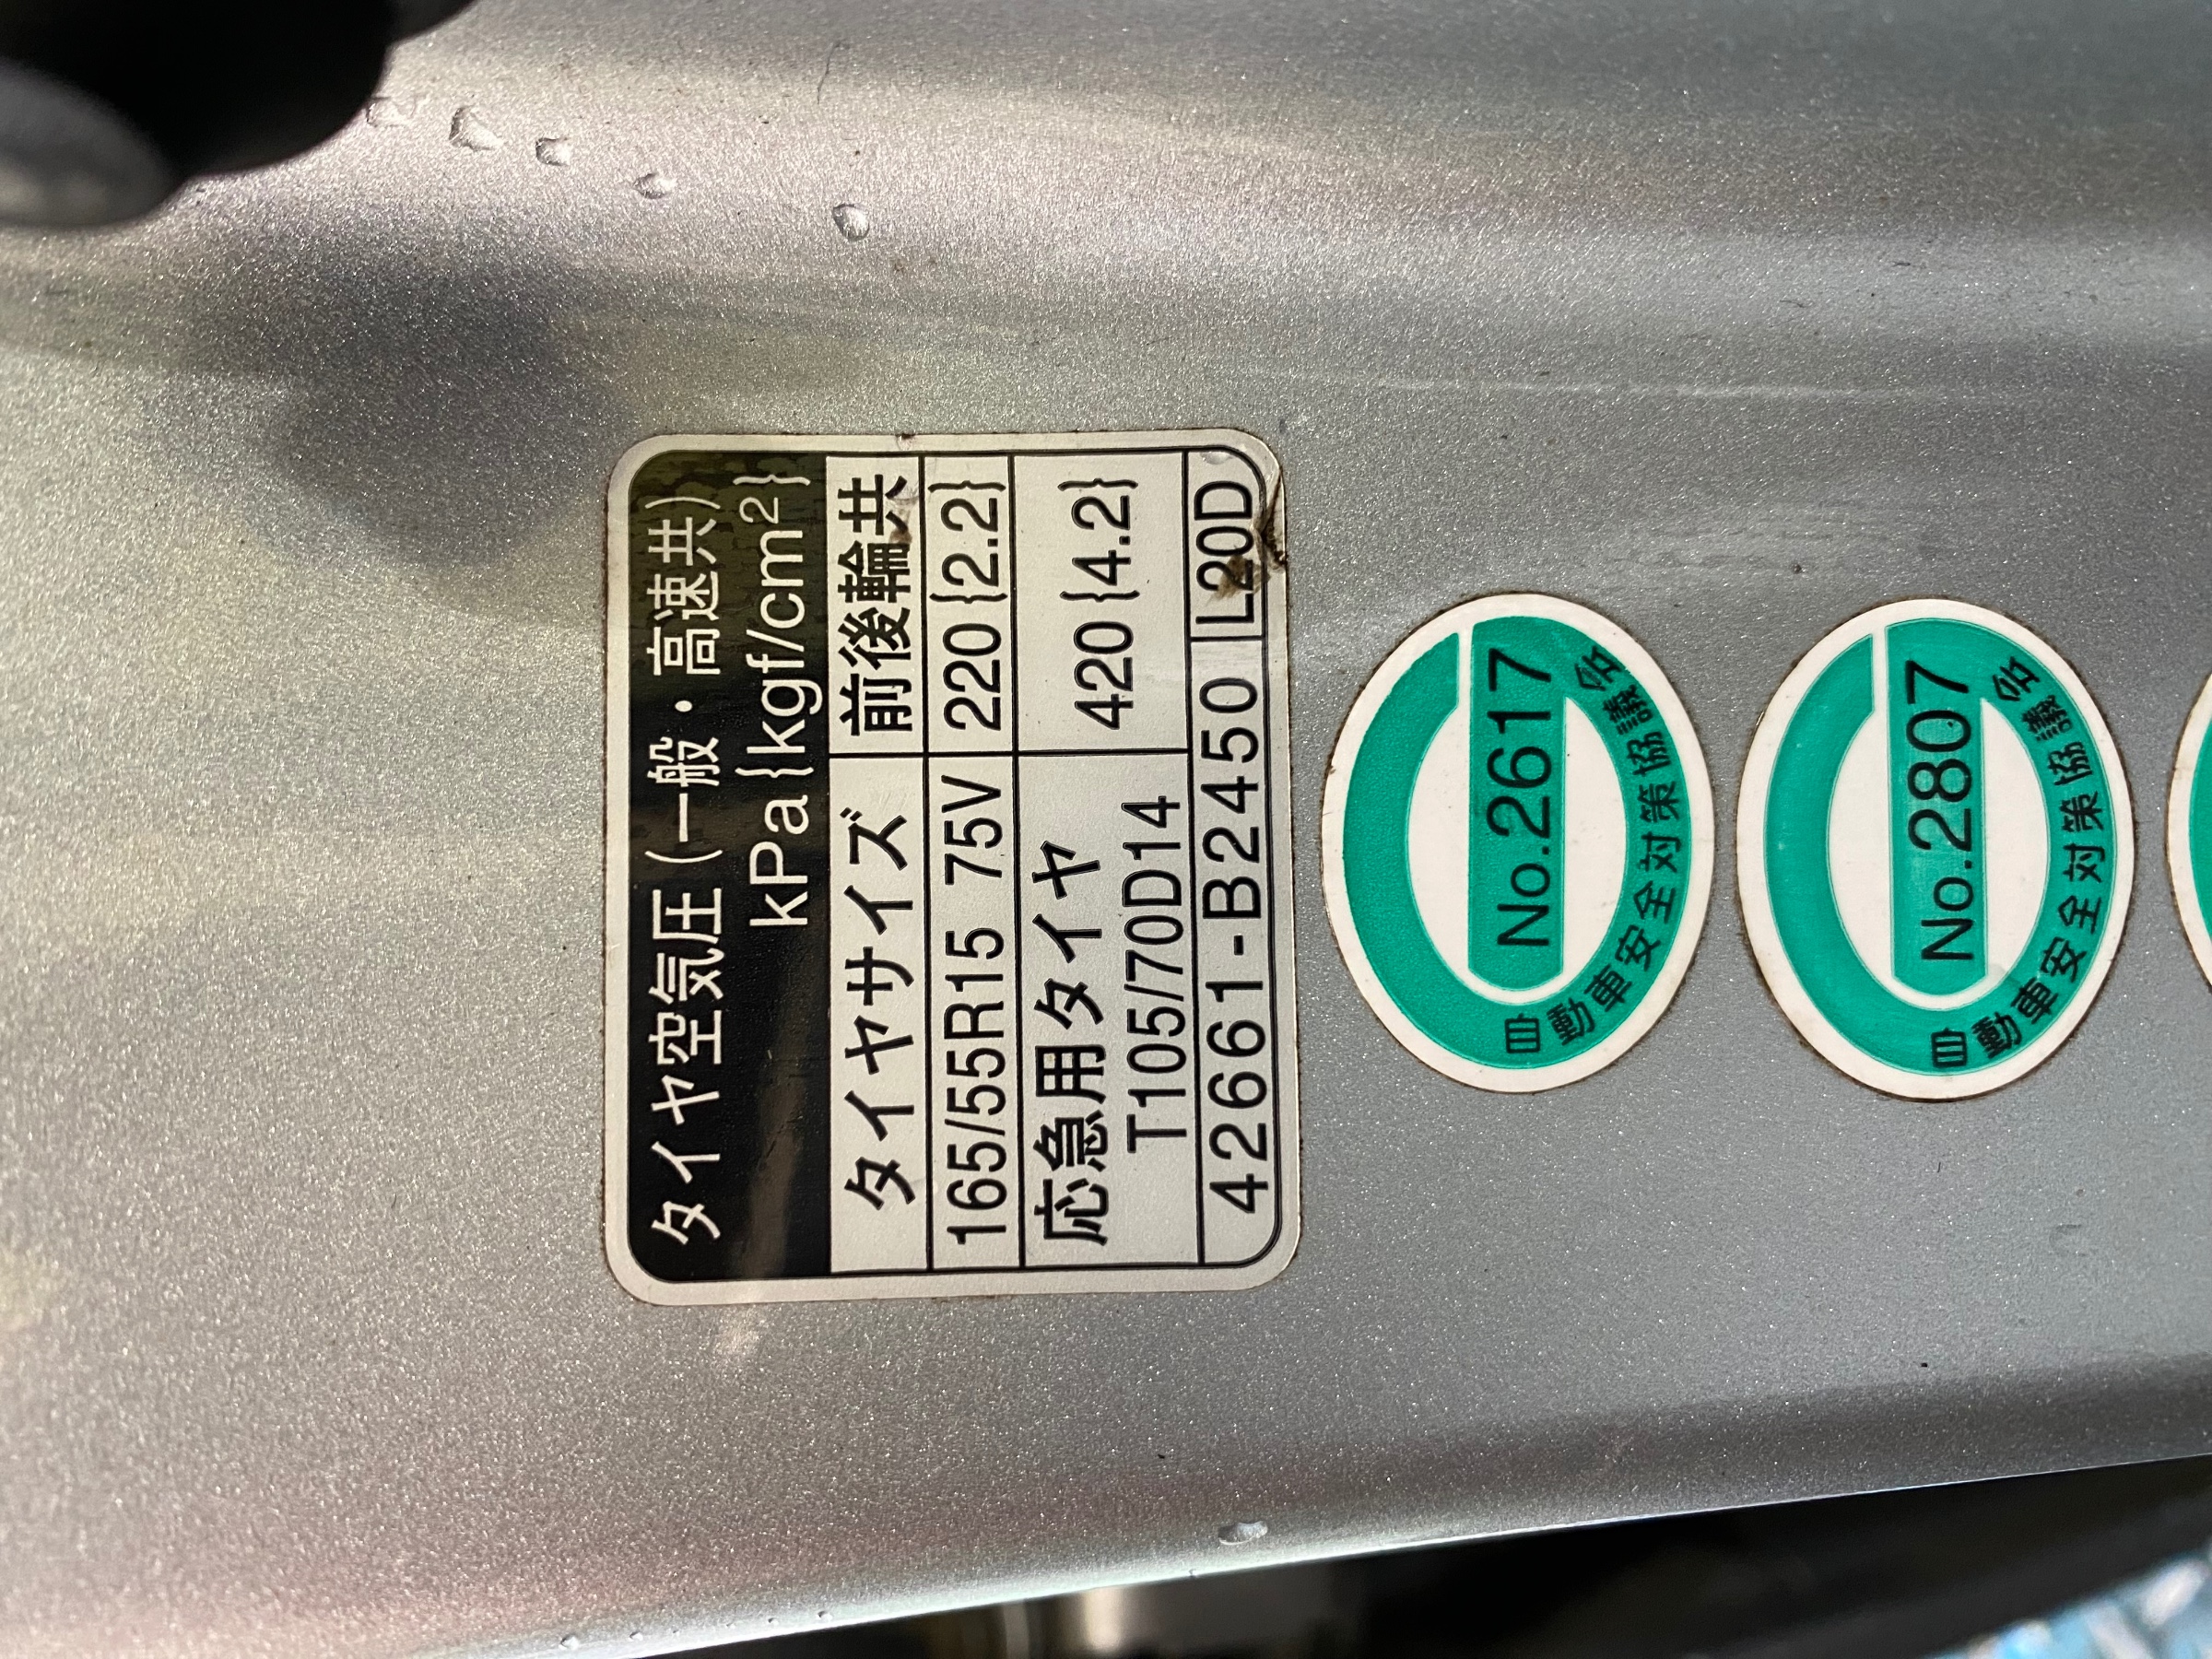 タイヤ空気圧(一般・高速共)
kPa{kgf/cm²}
タイヤサイズ 前後輪共
165/55R15 75V 220{2.2}
応急用タイヤ
T105/70D14 420{4.2}
42661-B2450 L20D
No.2617
自動車安全対策協議会
No.2807
自動車安全対策協議会